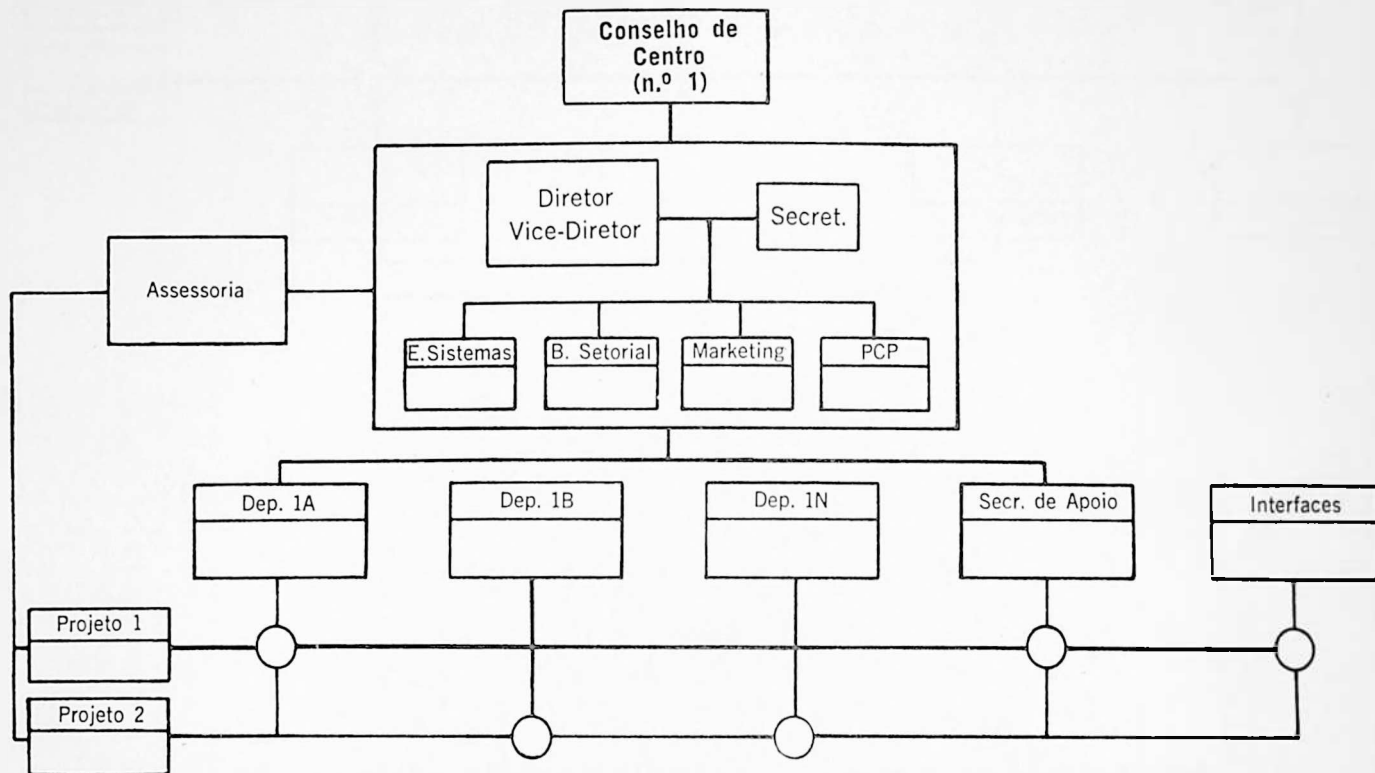 Conselho de
Centro
(n.º 1)
Diretor
Vice-Diretor
Secret.
Assessoria
E.Sistemas
B. Setorial
Marketing
PCP
Dep. 1A
Dep. 1B
Dep. 1N
Secr. de Apoio
Interfaces
Projeto 1
Projeto 2